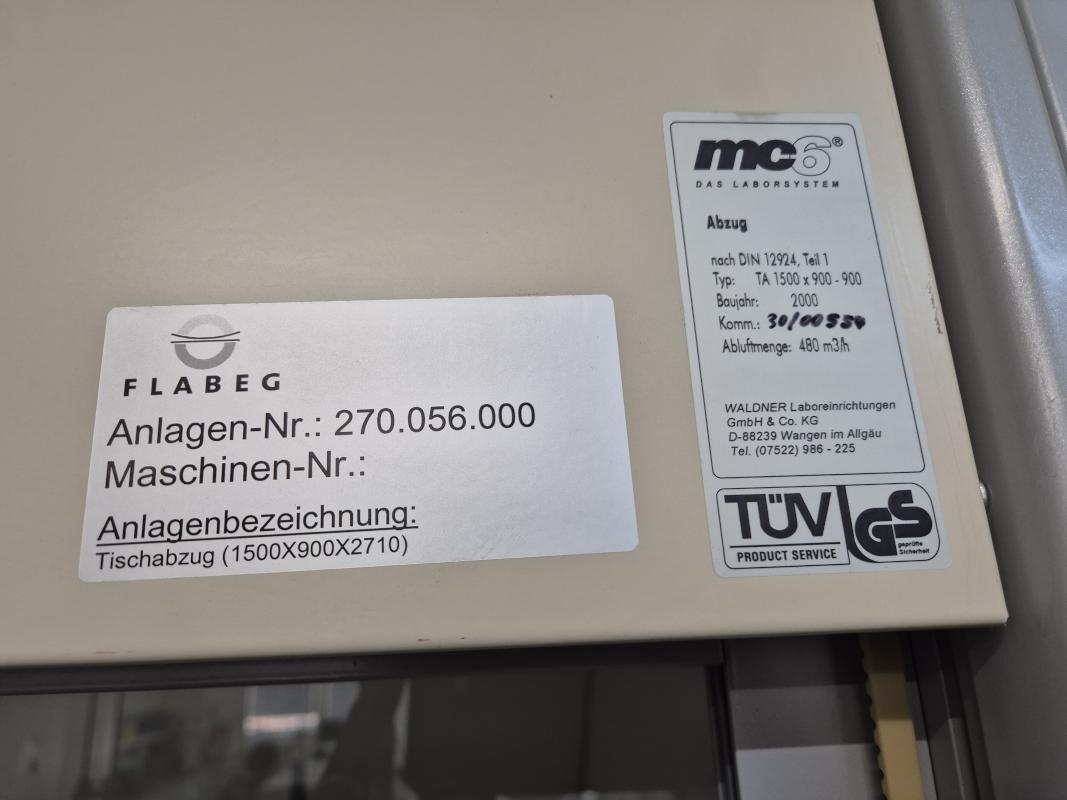 FLABEG
Anlagen-Nr.: 270.056.000
Maschinen-Nr.:
Anlagenbezeichnung:
Tischabzug (1500X900X2710)
mc6®
DAS LABORSYSTEM
Abzug
nach DIN 12924, Teil 1
Typ: TA 1500 x 900 - 900
Baujahr: 2000
Komm.: 30/00554
Abluftmenge: 480 m3/h
WALDNER Laboreinrichtungen
GmbH & Co. KG
D-88239 Wangen im Allgäu
Tel. (07522) 986 - 225
TÜV
PRODUCT SERVICE
GS
geprüfte
Sicherheit